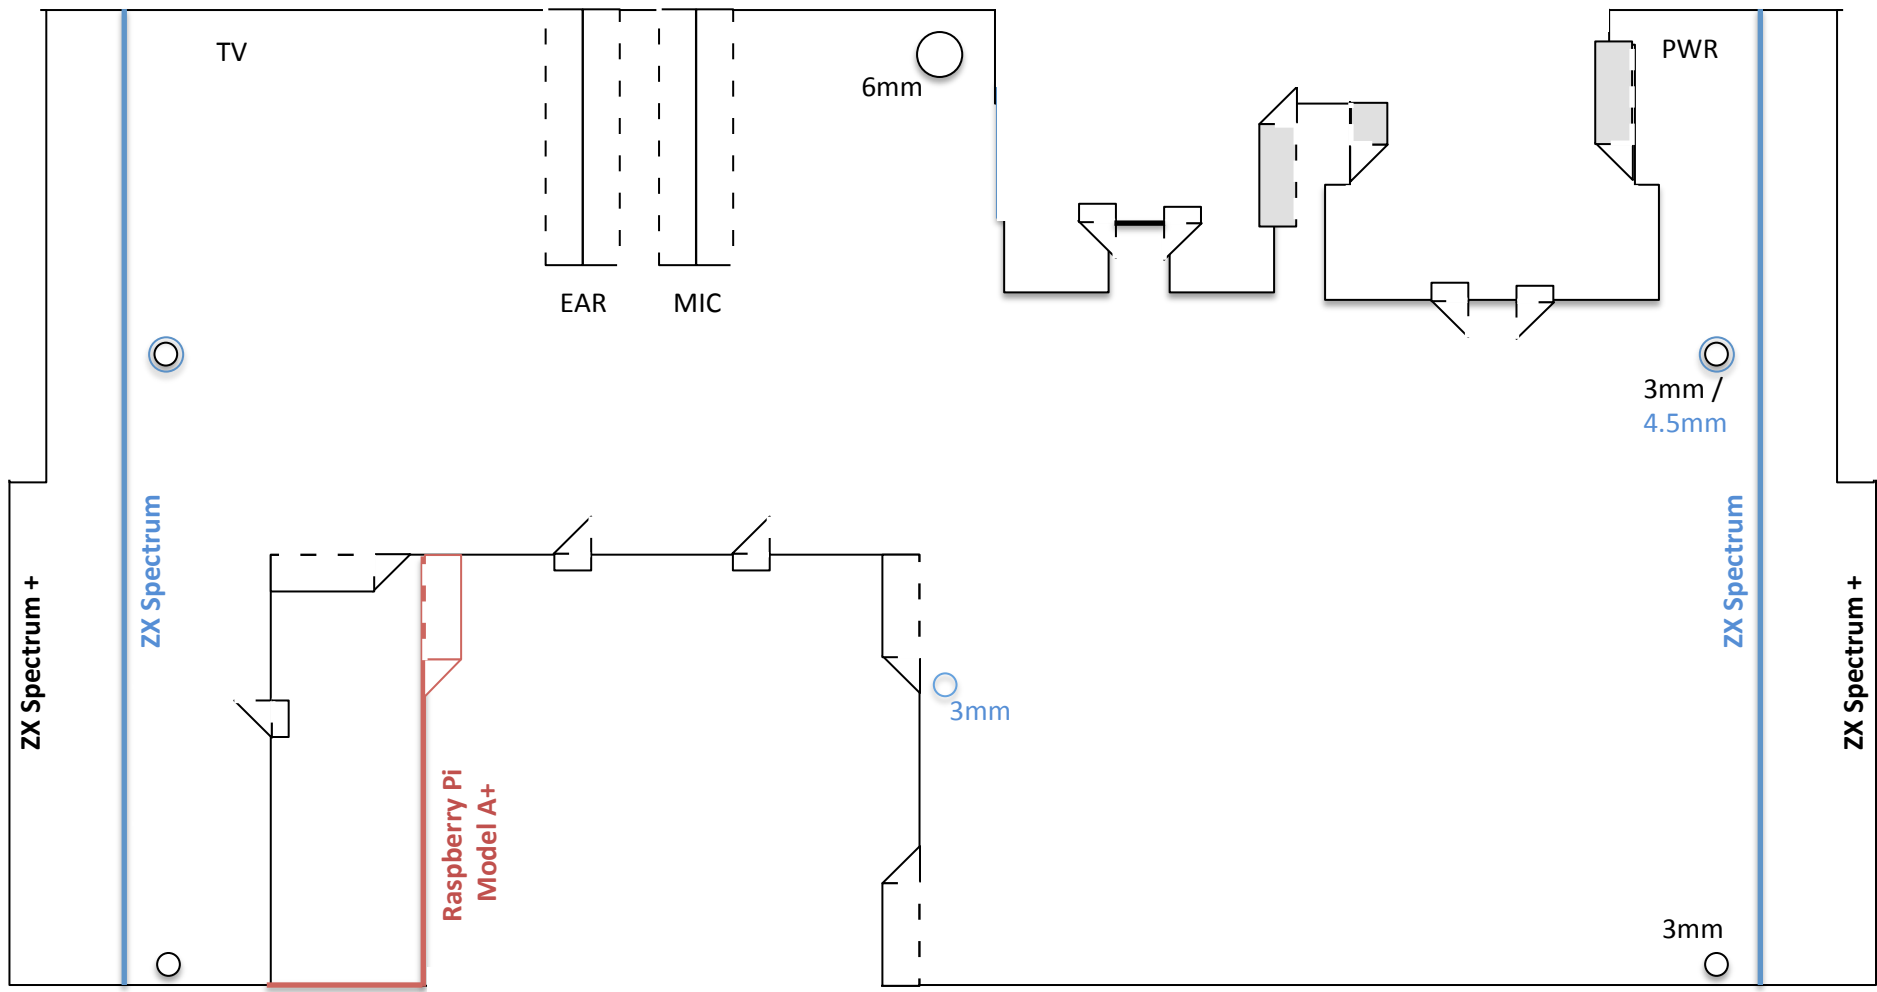 TV
PWR
6mm
EAR
MIC
3mm /
4.5mm
ZX Spectrum
ZX Spectrum
ZX Spectrum +
ZX Spectrum +
3mm
Raspberry Pi
Model A+
3mm